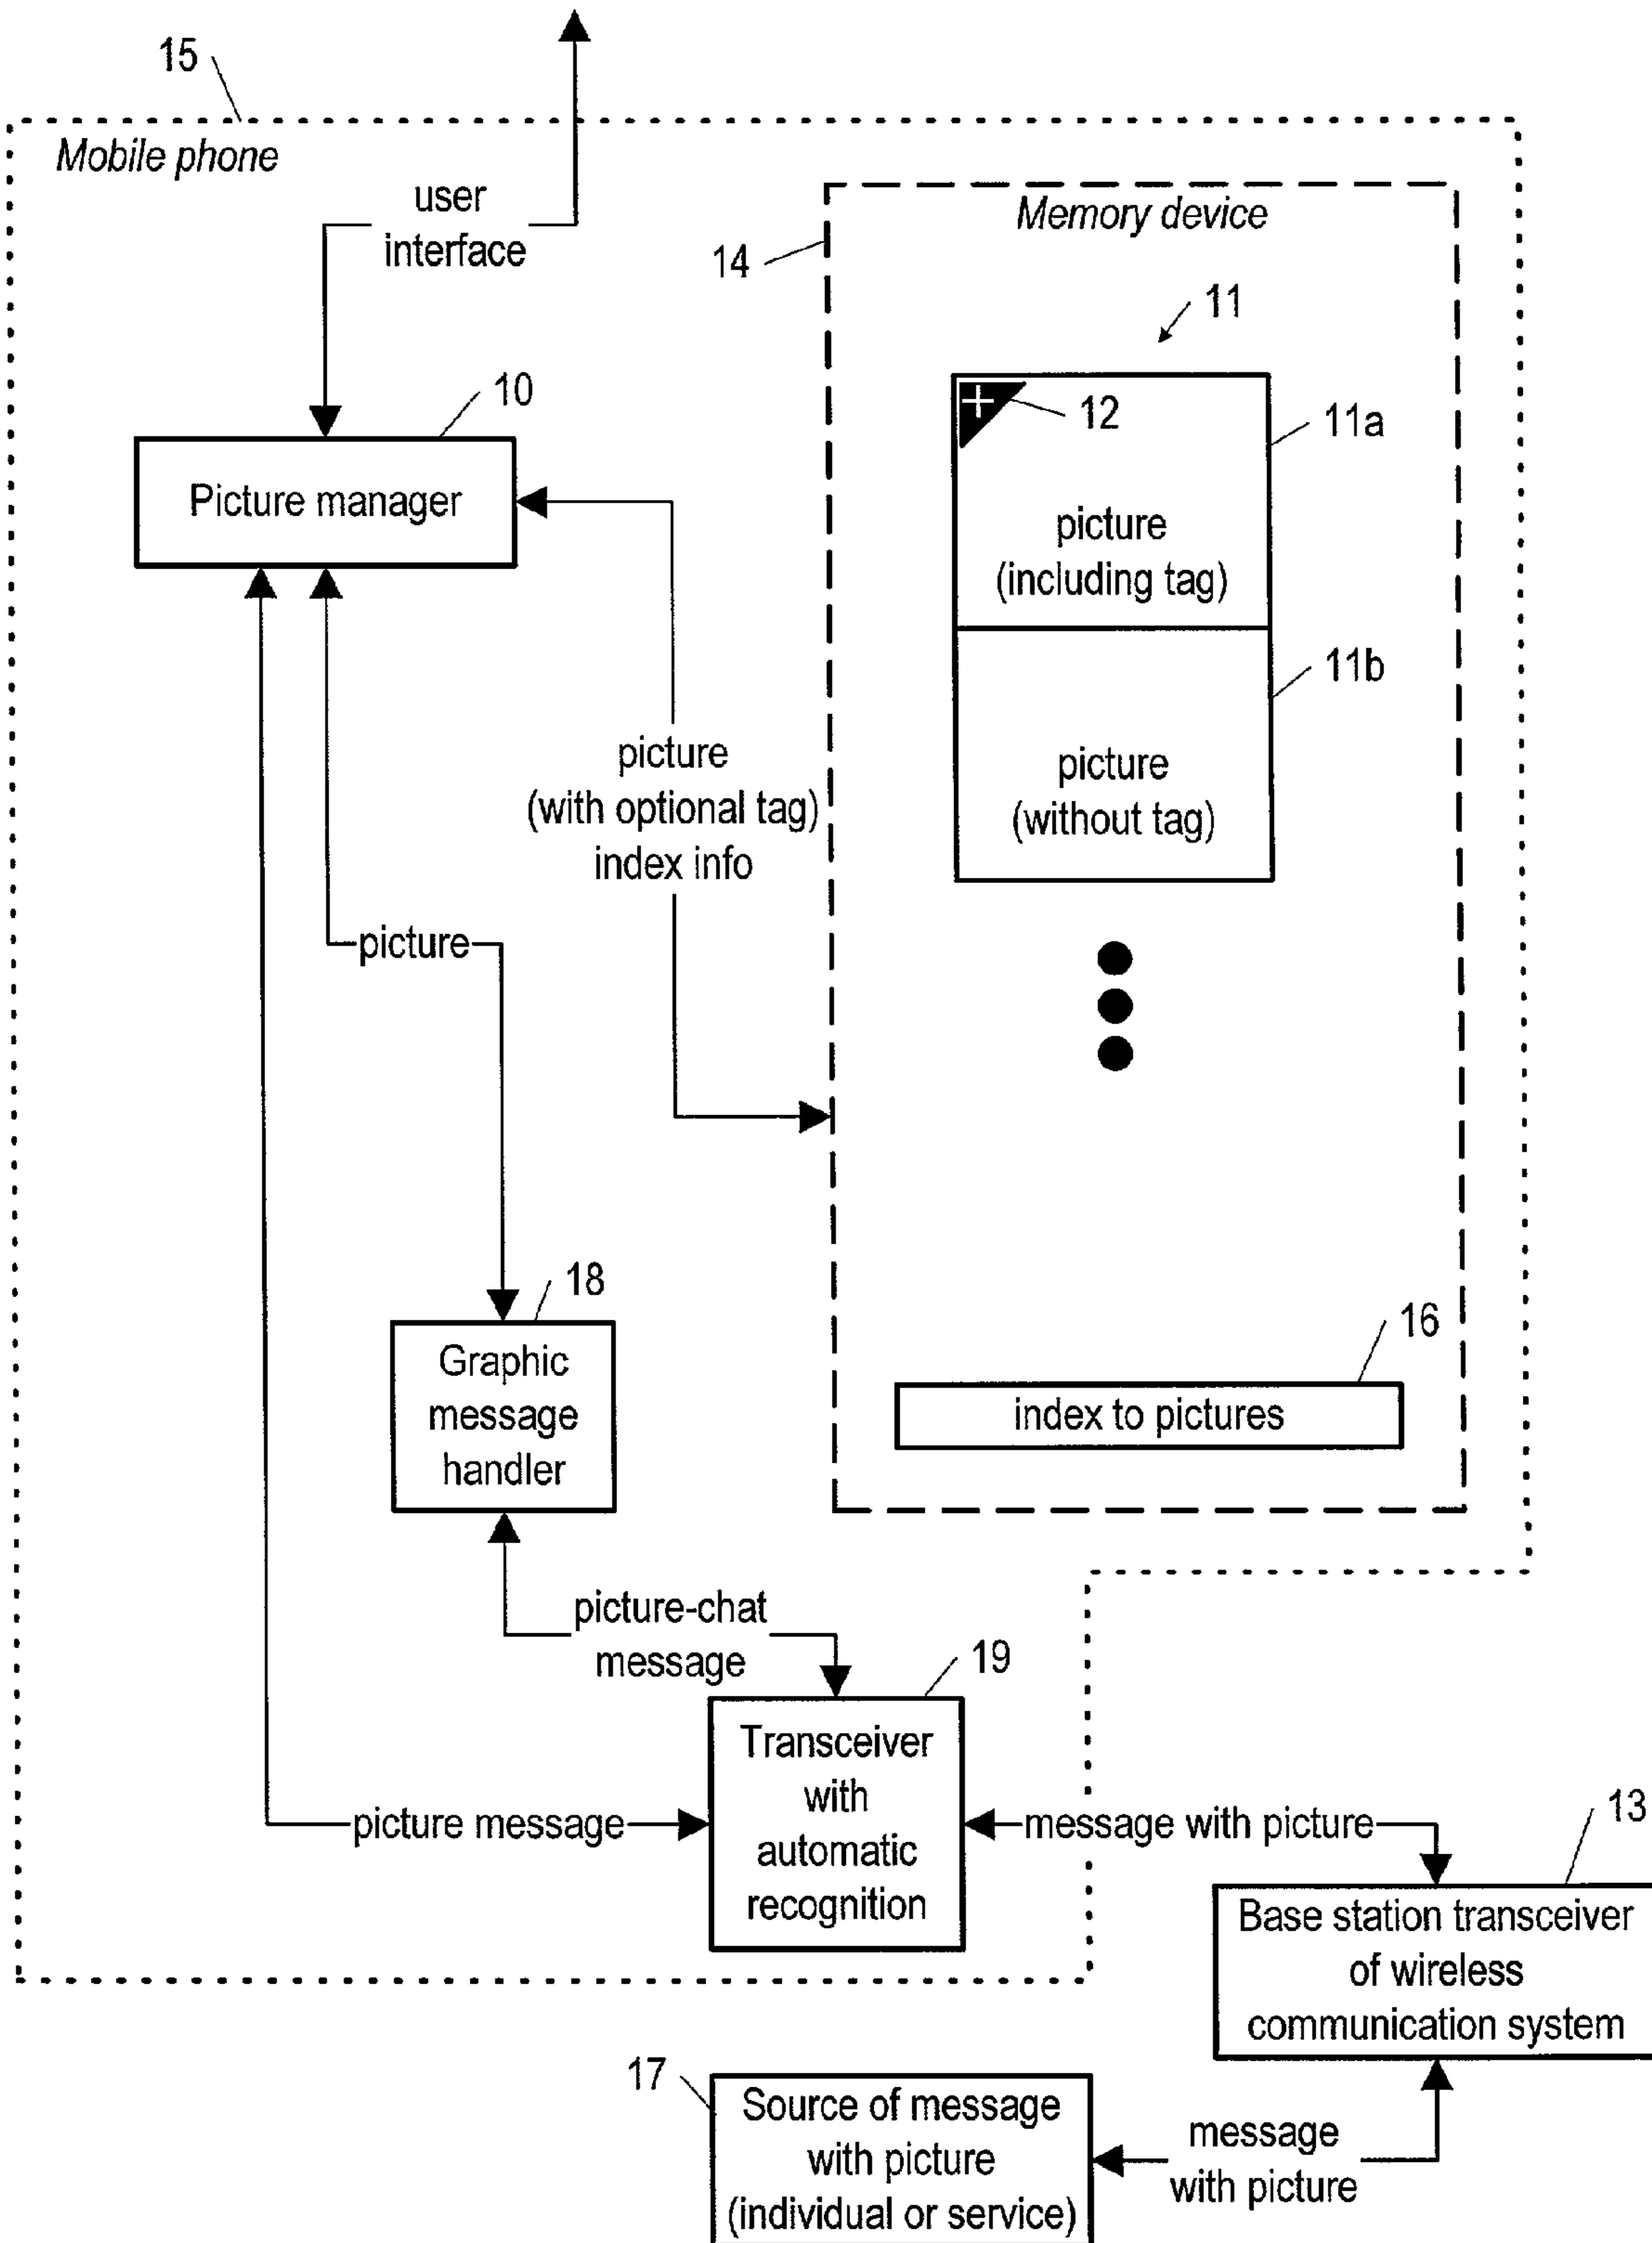 15
Mobile phone
user
interface
Memory device
14
11
10
12
11a
Picture manager
picture
(including tag)
11b
picture
(with optional tag)
index info
picture
(without tag)
picture
18
Graphic
message
handler
16
index to pictures
picture-chat
message
19
Transceiver
with
automatic
recognition
picture message
message with picture
13
Base station transceiver
of wireless
communication system
17
Source of message
with picture
(individual or service)
message
with picture